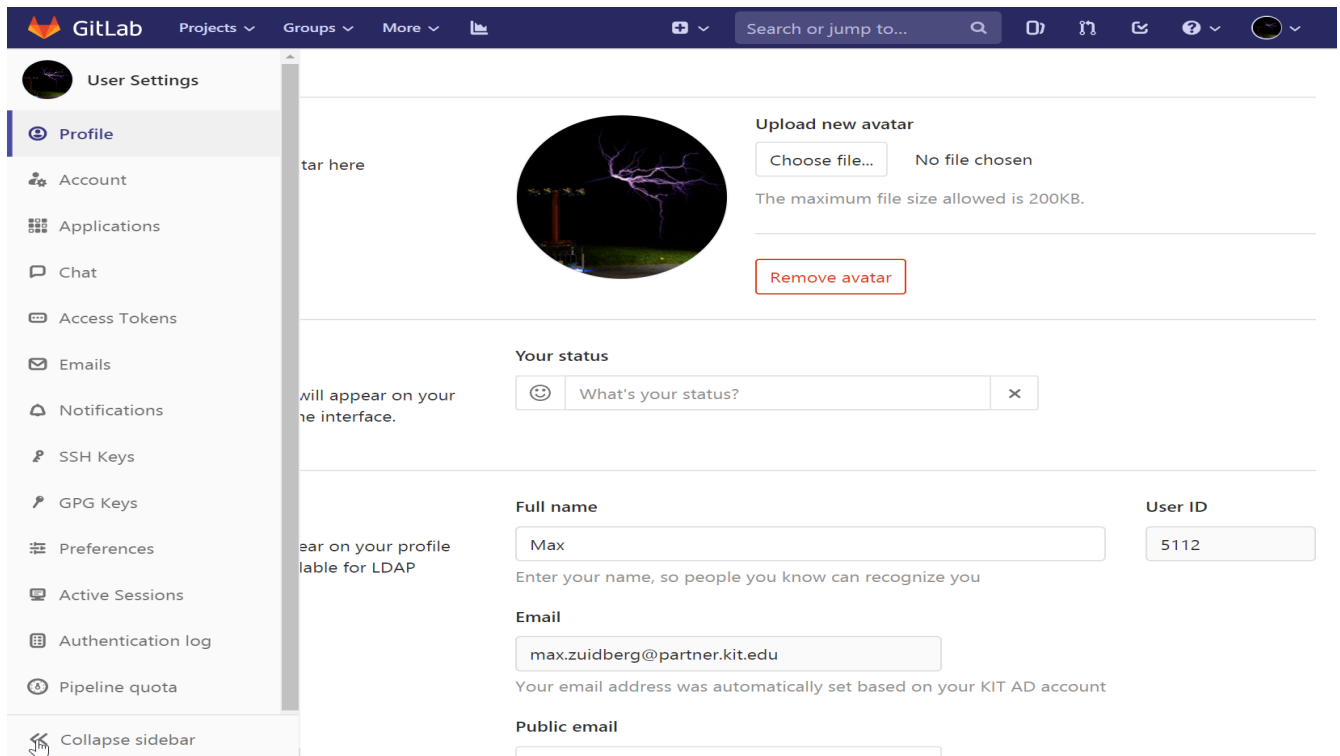 GitLab Projects Groups More Search or jump to...
User Settings
Profile
Account
Applications
Chat
Access Tokens
Emails
Notifications
SSH Keys
GPG Keys
Preferences
Active Sessions
Authentication log
Pipeline quota
Collapse sidebar
tar here
Upload new avatar
Choose file... No file chosen
The maximum file size allowed is 200KB.
Remove avatar
will appear on your
ne interface.
Your status
What's your status?
ear on your profile
lable for LDAP
Full name
Max
Enter your name, so people you know can recognize you
User ID
5112
Email
max.zuidberg@partner.kit.edu
Your email address was automatically set based on your KIT AD account
Public email